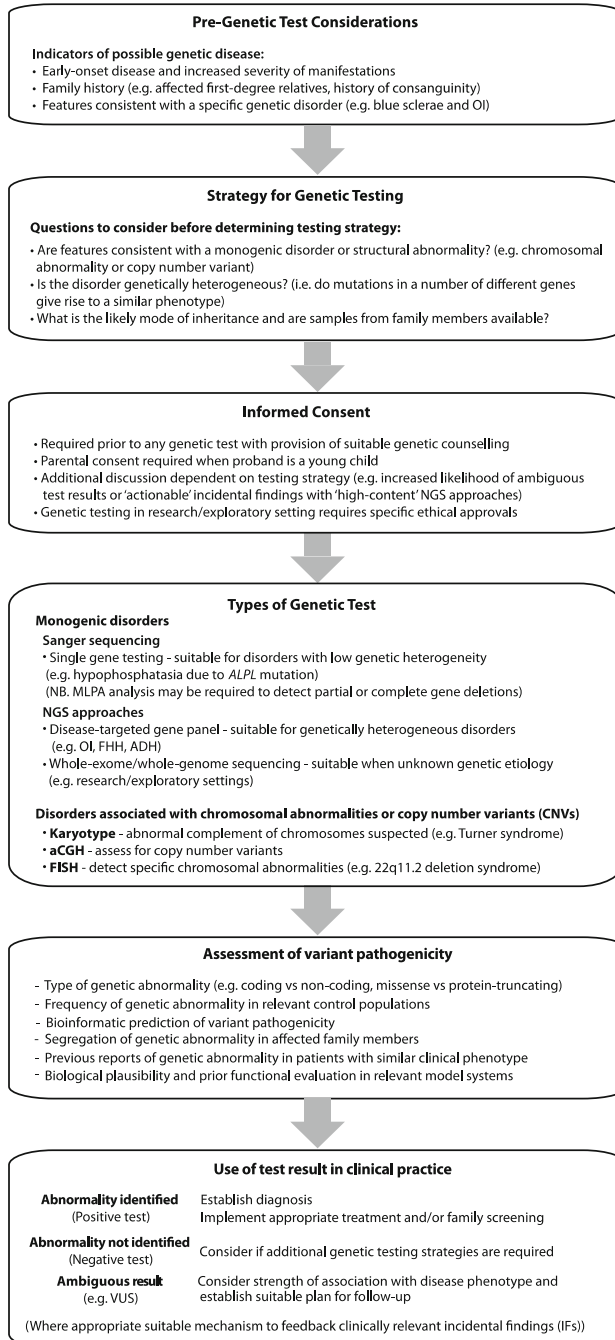 Pre-Genetic Test Considerations
Indicators of possible genetic disease:
• Early-onset disease and increased severity of manifestations
• Family history (e.g. affected first-degree relatives, history of consanguinity)
• Features consistent with a specific genetic disorder (e.g. blue sclerae and OI)
Strategy for Genetic Testing
Questions to consider before determining testing strategy:
• Are features consistent with a monogenic disorder or structural abnormality? (e.g. chromosomal
abnormality or copy number variant)
• Is the disorder genetically heterogeneous? (i.e. do mutations in a number of different genes
give rise to a similar phenotype)
• What is the likely mode of inheritance and are samples from family members available?
Informed Consent
• Required prior to any genetic test with provision of suitable genetic counselling
• Parental consent required when proband is a young child
• Additional discussion dependent on testing strategy (e.g. increased likelihood of ambiguous
test results or 'actionable' incidental findings with 'high-content' NGS approaches)
• Genetic testing in research/exploratory setting requires specific ethical approvals
Types of Genetic Test
Monogenic disorders
Sanger sequencing
• Single gene testing - suitable for disorders with low genetic heterogeneity
(e.g. hypophosphatasia due to ALPL mutation)
(NB. MLPA analysis may be required to detect partial or complete gene deletions)
NGS approaches
• Disease-targeted gene panel - suitable for genetically heterogeneous disorders
(e.g. OI, FHH, ADH)
• Whole-exome/whole-genome sequencing - suitable when unknown genetic etiology
(e.g. research/exploratory settings)
Disorders associated with chromosomal abnormalities or copy number variants (CNVs)
• Karyotype - abnormal complement of chromosomes suspected (e.g. Turner syndrome)
• aCGH - assess for copy number variants
• FISH - detect specific chromosomal abnormalities (e.g. 22q11.2 deletion syndrome)
Assessment of variant pathogenicity
- Type of genetic abnormality (e.g. coding vs non-coding, missense vs protein-truncating)
- Frequency of genetic abnormality in relevant control populations
- Bioinformatic prediction of variant pathogenicity
- Segregation of genetic abnormality in affected family members
- Previous reports of genetic abnormality in patients with similar clinical phenotype
- Biological plausibility and prior functional evaluation in relevant model systems
Use of test result in clinical practice
Abnormality identified Establish diagnosis
(Positive test) Implement appropriate treatment and/or family screening
Abnormality not identified
(Negative test) Consider if additional genetic testing strategies are required
Ambiguous result Consider strength of association with disease phenotype and
(e.g. VUS) establish suitable plan for follow-up
(Where appropriate suitable mechanism to feedback clinically relevant incidental findings (IFs))